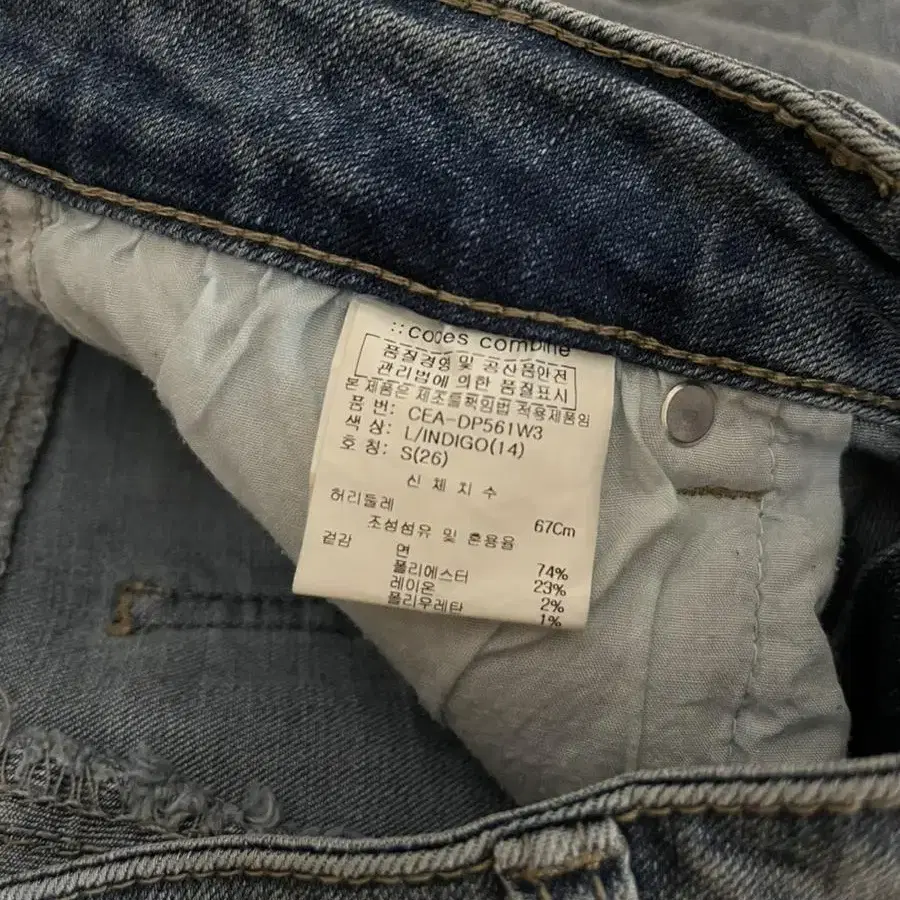 ::codes combine
품질경영 및 공산품안전
관리법에 의한 품질표시
본 제품은 제조물책임법 적용제품임
품 번: CEA-DP561W3
색 상: L/INDIGO(14)
호 칭: S(26)
신 체 치 수
허리둘레 67Cm
조성섬유 및 혼용율
겉감 면 74%
폴리에스터 23%
레이온 2%
폴리우레탄 1%